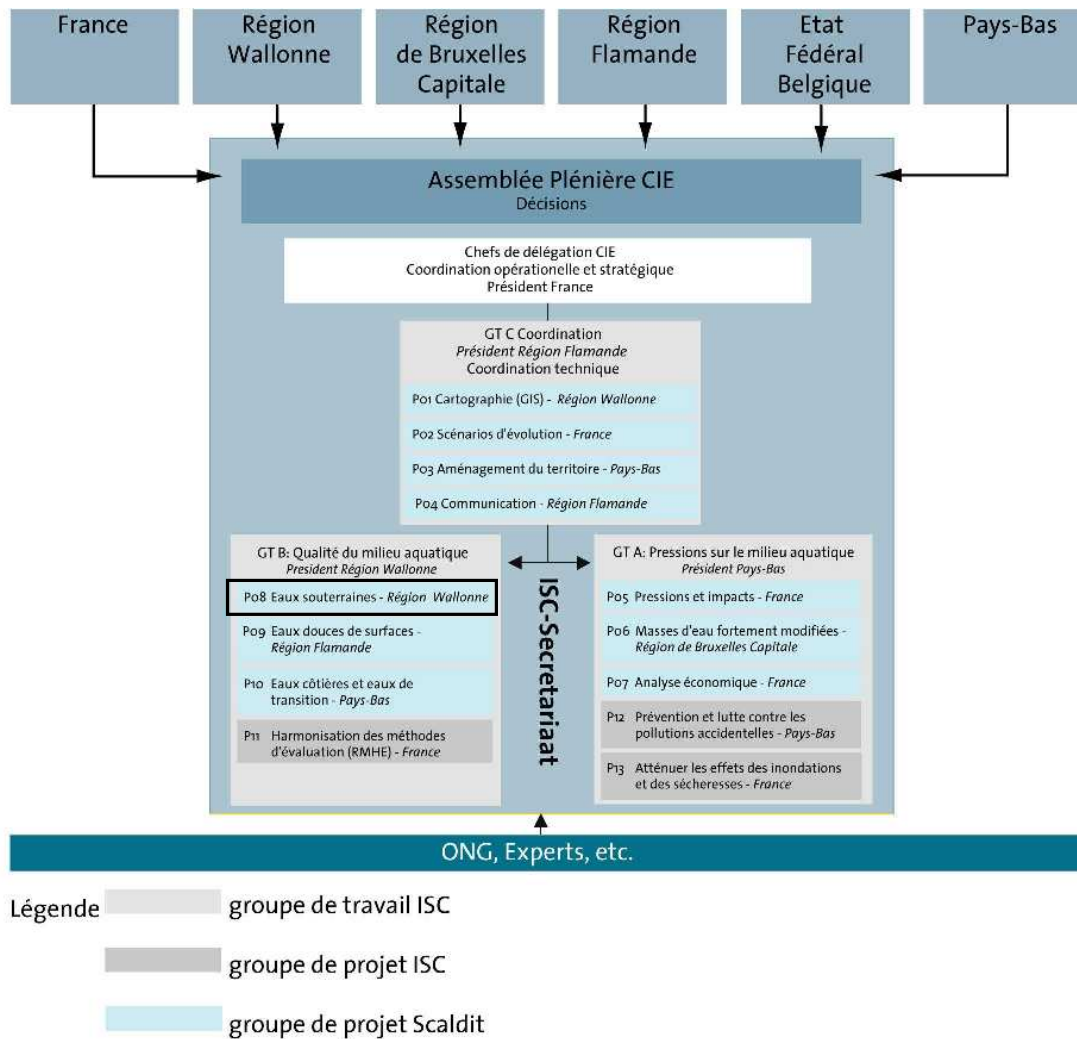 France
Région
Wallonne
Région
de Bruxelles
Capitale
Région
Flamande
Etat
Fédéral
Belgique
Pays-Bas
Assemblée Plénière CIE
Décisions
Chefs de délégation CIE
Coordination opérationelle et stratégique
Président France
GT C Coordination
Président Région Flamande
Coordination technique
P01 Cartographie (GIS) - Région Wallonne
P02 Scénarios d'évolution - France
P03 Aménagement du territoire - Pays-Bas
P04 Communication - Région Flamande
GT B: Qualité du milieu aquatique
President Région Wallonne
P08 Eaux souterraines - Région Wallonne
P09 Eaux douces de surfaces -
Région Flamande
P10 Eaux côtières et eaux de
transition - Pays-Bas
P11 Harmonisation des méthodes
d'évaluation (RMHE) - France
ISC-Secretariaat
GT A: Pressions sur le milieu aquatique
Président Pays-Bas
P05 Pressions et impacts - France
P06 Masses d'eau fortement modifiées -
Région de Bruxelles Capitale
P07 Analyse économique - France
P12 Prévention et lutte contre les
pollutions accidentelles - Pays-Bas
P13 Atténuer les effets des inondations
et des sécheresses - France
ONG, Experts, etc.
Légende
groupe de travail ISC
groupe de projet ISC
groupe de projet Scaldit